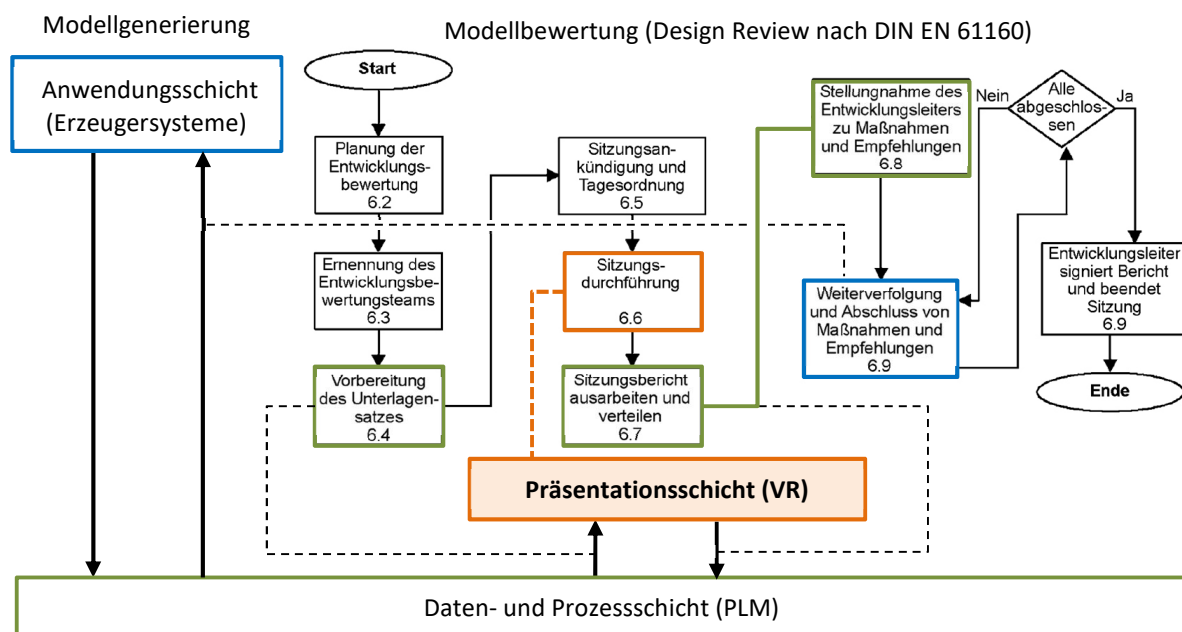 Modellgenerierung
Modellbewertung (Design Review nach DIN EN 61160)
Anwendungsschicht
(Erzeugersysteme)
Start
Planung der
Entwicklungs-
bewertung
6.2
Ernennung des
Entwicklungsbe-
wertungsteams
6.3
Vorbereitung
des Unterlagen-
satzes
6.4
Sitzungsan-
kündigung und
Tagesordnung
6.5
Sitzungs-
durchführung
6.6
Sitzungsbericht
ausarbeiten und
verteilen
6.7
Stellungnahme des
Entwicklungsleiters
zu Maßnahmen
und Empfehlungen
6.8
Weiterverfolgung
und Abschluss von
Maßnahmen und
Empfehlungen
6.9
Nein
Alle
abgeschlos-
sen
Ja
Entwicklungsleiter
signiert Bericht
und beendet
Sitzung
6.9
Ende
Präsentationsschicht (VR)
Daten- und Prozessschicht (PLM)